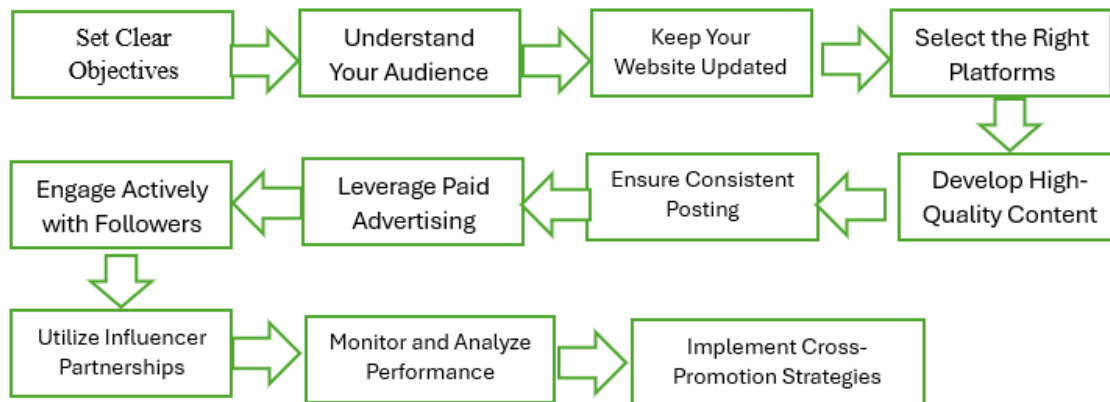 Set Clear
Objectives
Understand
Your Audience
Keep Your
Website Updated
Select the Right
Platforms
Develop High-
Quality Content
Ensure Consistent
Posting
Leverage Paid
Advertising
Engage Actively
with Followers
Utilize Influencer
Partnerships
Monitor and Analyze
Performance
Implement Cross-
Promotion Strategies